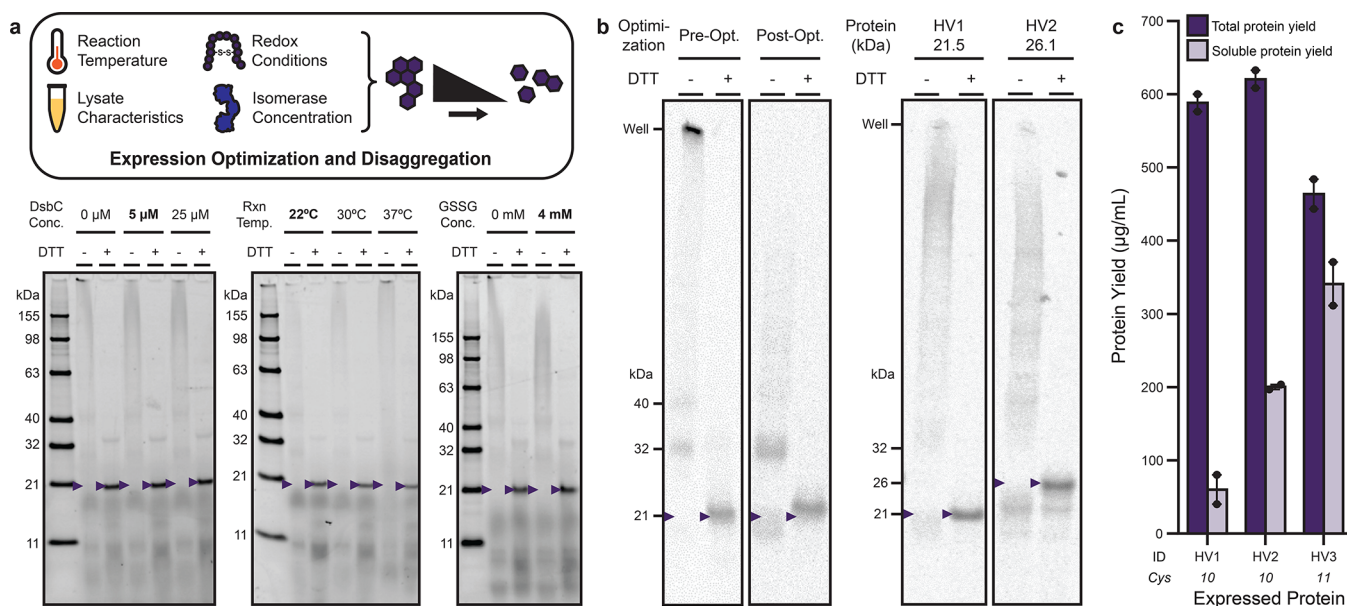 a
Reaction
Temperature
Redox
Conditions
-S-S-
Lysate
Characteristics
Isomerase
Concentration
Expression Optimization and Disaggregation
DsbC
Conc.
0 µM 5 µM 25 µM
DTT - + - + - +
kDa
155
98
63
40
32
21
11
Rxn
Temp.
22ºC 30ºC 37ºC
DTT - + - + - +
kDa
155
98
63
40
32
21
11
GSSG
Conc.
0 mM 4 mM
DTT - + - +
kDa
155
98
63
40
32
21
11
b
Optimi-
zation
Pre-Opt. Post-Opt.
DTT - + - +
Well
kDa
40
32
21
Protein
(kDa)
HV1
21.5
HV2
26.1
DTT - + - +
Well
kDa
32
26
21
c
Total protein yield
Soluble protein yield
Protein Yield (µg/mL)
700
600
500
400
300
200
100
0
ID HV1 HV2 HV3
Cys 10 10 11
Expressed Protein